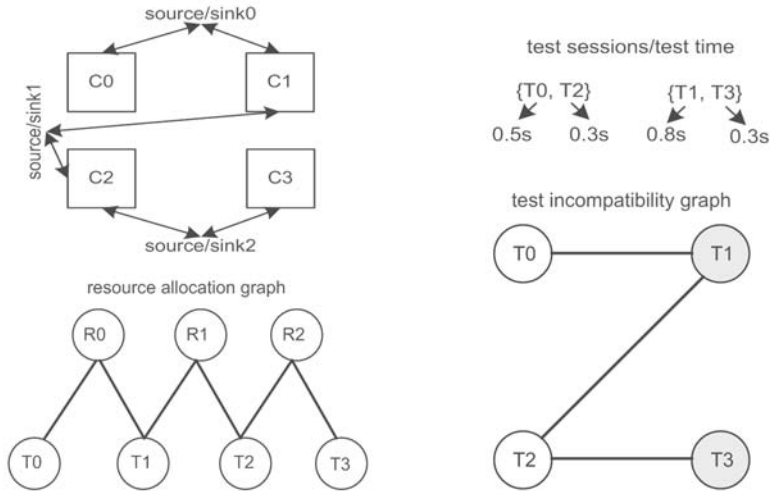 source/sink0
C0
C1
source/sink1
C2
C3
source/sink2
resource allocation graph
R0
R1
R2
T0
T1
T2
T3
test sessions/test time
{T0, T2}
{T1, T3}
0.5s
0.3s
0.8s
0.3s
test incompatibility graph
T0
T1
T2
T3